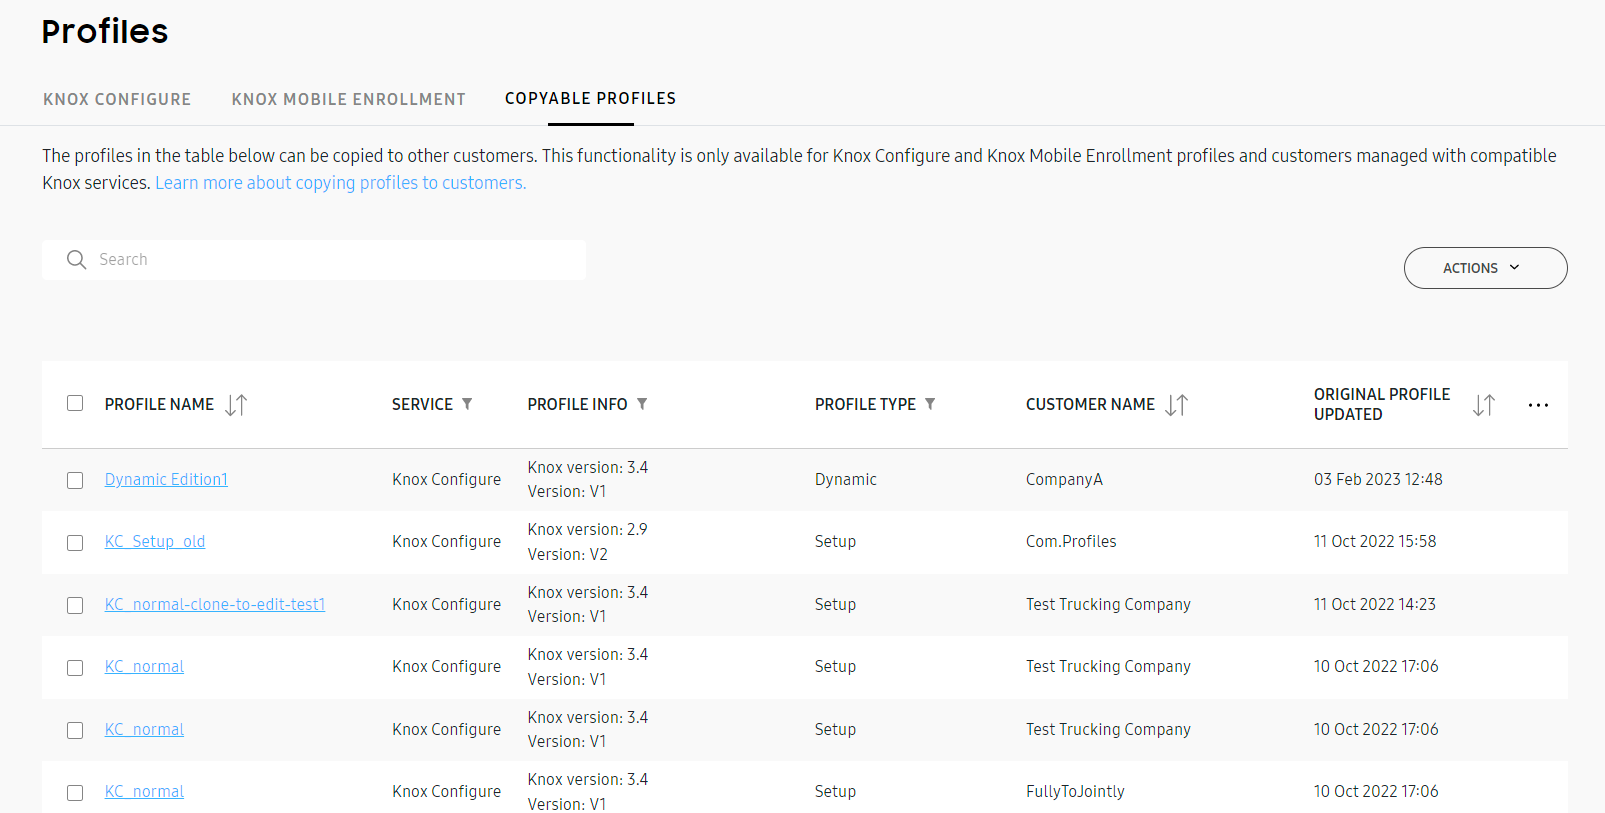 Profiles
KNOX CONFIGURE KNOX MOBILE ENROLLMENT COPYABLE PROFILES
The profiles in the table below can be copied to other customers. This functionality is only available for Knox Configure and Knox Mobile Enrollment profiles and customers managed with compatible
Knox services. Learn more about copying profiles to customers.
Search
ACTIONS
PROFILE NAME SERVICE PROFILE INFO PROFILE TYPE CUSTOMER NAME ORIGINAL PROFILE UPDATED ...
Dynamic Edition1 Knox Configure Knox version: 3.4 Version: V1 Dynamic CompanyA 03 Feb 2023 12:48
KC_Setup_old Knox Configure Knox version: 2.9 Version: V2 Setup Com.Profiles 11 Oct 2022 15:58
KC_normal-clone-to-edit-test1 Knox Configure Knox version: 3.4 Version: V1 Setup Test Trucking Company 11 Oct 2022 14:23
KC_normal Knox Configure Knox version: 3.4 Version: V1 Setup Test Trucking Company 10 Oct 2022 17:06
KC_normal Knox Configure Knox version: 3.4 Version: V1 Setup Test Trucking Company 10 Oct 2022 17:06
KC_normal Knox Configure Knox version: 3.4 Version: V1 Setup FullyToJointly 10 Oct 2022 17:06